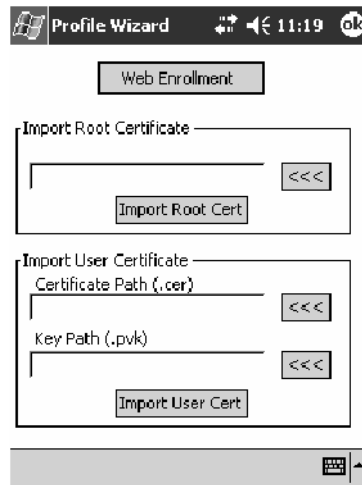 Profile Wizard 11:19 ok
Web Enrollment
Import Root Certificate
<<<
Import Root Cert
Import User Certificate
Certificate Path (.cer)
<<<
Key Path (.pvk)
<<<
Import User Cert